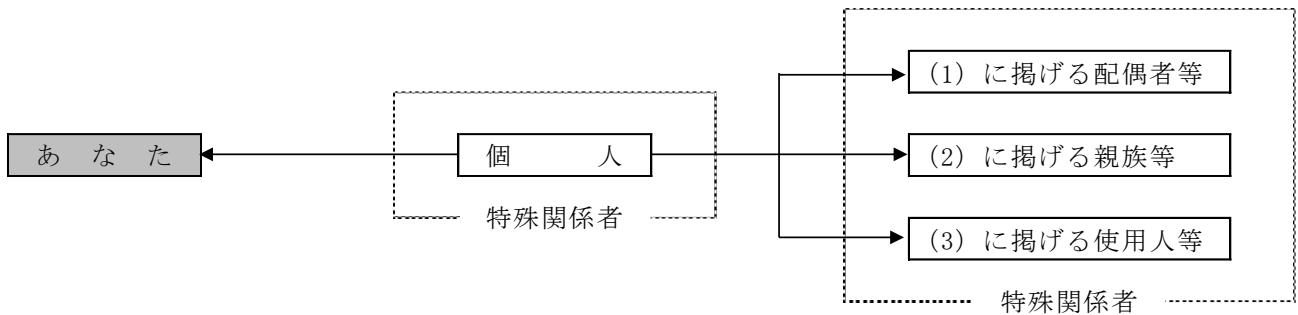 (1)に掲げる配偶者等
あ な た
個 人
(2)に掲げる親族等
特殊関係者
(3)に掲げる使用人等
特殊関係者